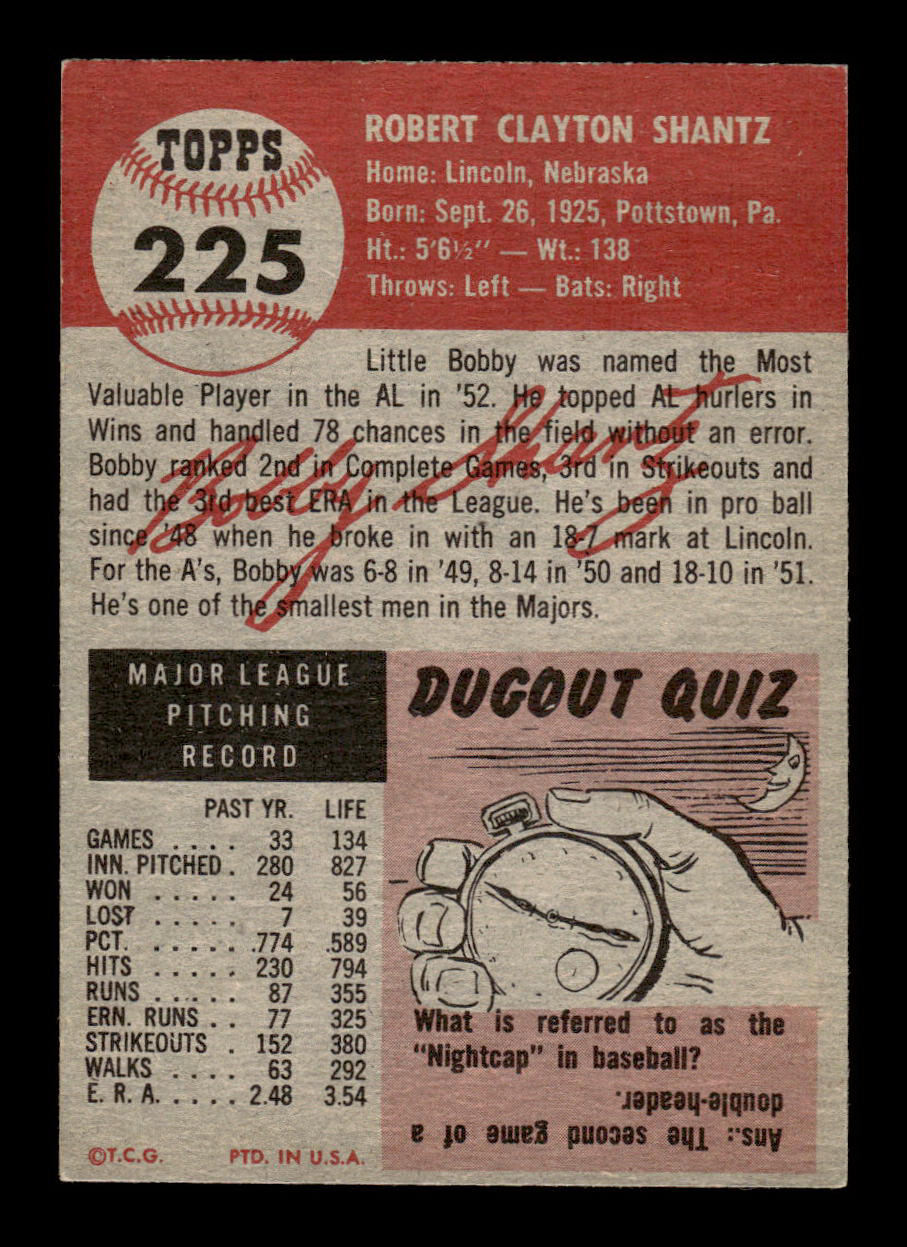 TOPPS
225
ROBERT CLAYTON SHANTZ
Home: Lincoln, Nebraska
Born: Sept. 26, 1925, Pottstown, Pa.
Ht.: 5'6½" — Wt.: 138
Throws: Left — Bats: Right
Little Bobby was named the Most
Valuable Player in the AL in '52. He topped AL hurlers in
Wins and handled 78 chances in the field without an error.
Bobby ranked 2nd in Complete Games, 3rd in Strikeouts and
had the 3rd best ERA in the League. He's been in pro ball
since '48 when he broke in with an 18-7 mark at Lincoln.
For the A's, Bobby was 6-8 in '49, 8-14 in '50 and 18-10 in '51.
He's one of the smallest men in the Majors.
Bobby Shantz
MAJOR LEAGUE
PITCHING
RECORD
PAST YR. LIFE
GAMES .... 33 134
INN. PITCHED . 280 827
WON ..... 24 56
LOST ..... 7 39
PCT. ..... .774 .589
HITS ..... 230 794
RUNS ..... 87 355
ERN. RUNS .. 77 325
STRIKEOUTS . 152 380
WALKS .... 63 292
E. R. A. .... 2.48 3.54
©T.C.G. PTD. IN U.S.A.
DUGOUT QUIZ
What is referred to as the
"Nightcap" in baseball?
Ans.: The second game of a
double-header.